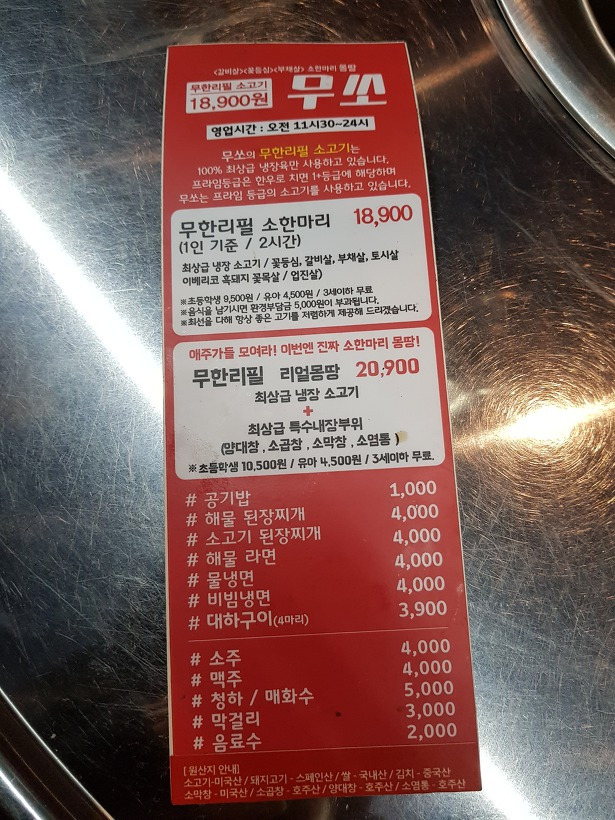 <갈비살><꽃등심><부채살> 소한마리 몽땅
무한리필 소고기
18,900원
무쏘
영업시간 : 오전 11시30~24시
무쏘의 무한리필 소고기는
100% 최상급 냉장육만 사용하고 있습니다.
프라임등급은 한우로 치면 1+등급에 해당하며
무쏘는 프라임 등급의 소고기를 사용하고 있습니다.
무한리필 소한마리 18,900
(1인 기준 / 2시간)
최상급 냉장 소고기 / 꽃등심, 갈비살, 부채살, 토시살
이베리코 흑돼지 꽃목살 / 업진살)
※초등학생 9,500원 / 유아 4,500원 / 3세이하 무료
※음식을 남기시면 환경부담금 5,000원이 부과됩니다.
※최선을 다해 항상 좋은 고기를 저렴하게 제공해 드리겠습니다.
애주가들 모여라! 이번엔 진짜 소한마리 몽땅!
무한리필 리얼몽땅 20,900
최상급 냉장 소고기
+
최상급 특수내장부위
(양대창 , 소곱창 , 소막창 , 소염통 )
※ 초등학생 10,500원 / 유아 4,500원 / 3세이하 무료.
# 공기밥 1,000
# 해물 된장찌개 4,000
# 소고기 된장찌개 4,000
# 해물 라면 4,000
# 물냉면 4,000
# 비빔냉면
# 대하구이(4마리) 3,900
# 소주 4,000
# 맥주 4,000
# 청하 / 매화수 5,000
# 막걸리 3,000
# 음료수 2,000
[원산지 안내]
소고기-미국산 / 돼지고기 - 스페인산 / 쌀 - 국내산 / 김치 - 중국산
소막창 - 미국산 / 소곱창 - 호주산 / 양대창 - 호주산 / 소염통 - 호주산